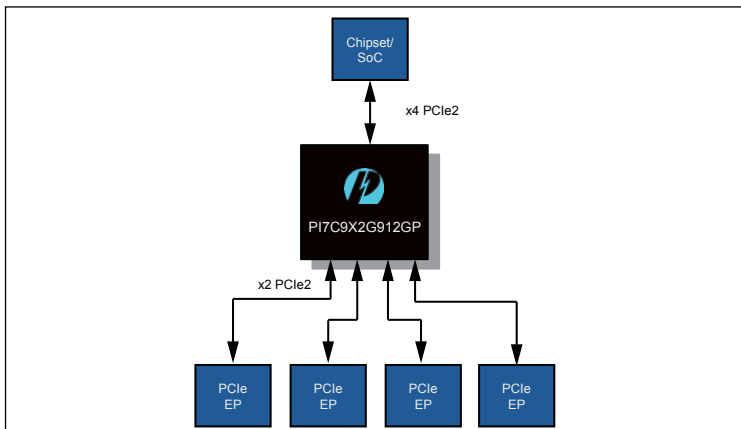 Chipset/
SoC
x4 PCIe2
PI7C9X2G912GP
x2 PCIe2
PCIe
EP
PCIe
EP
PCIe
EP
PCIe
EP